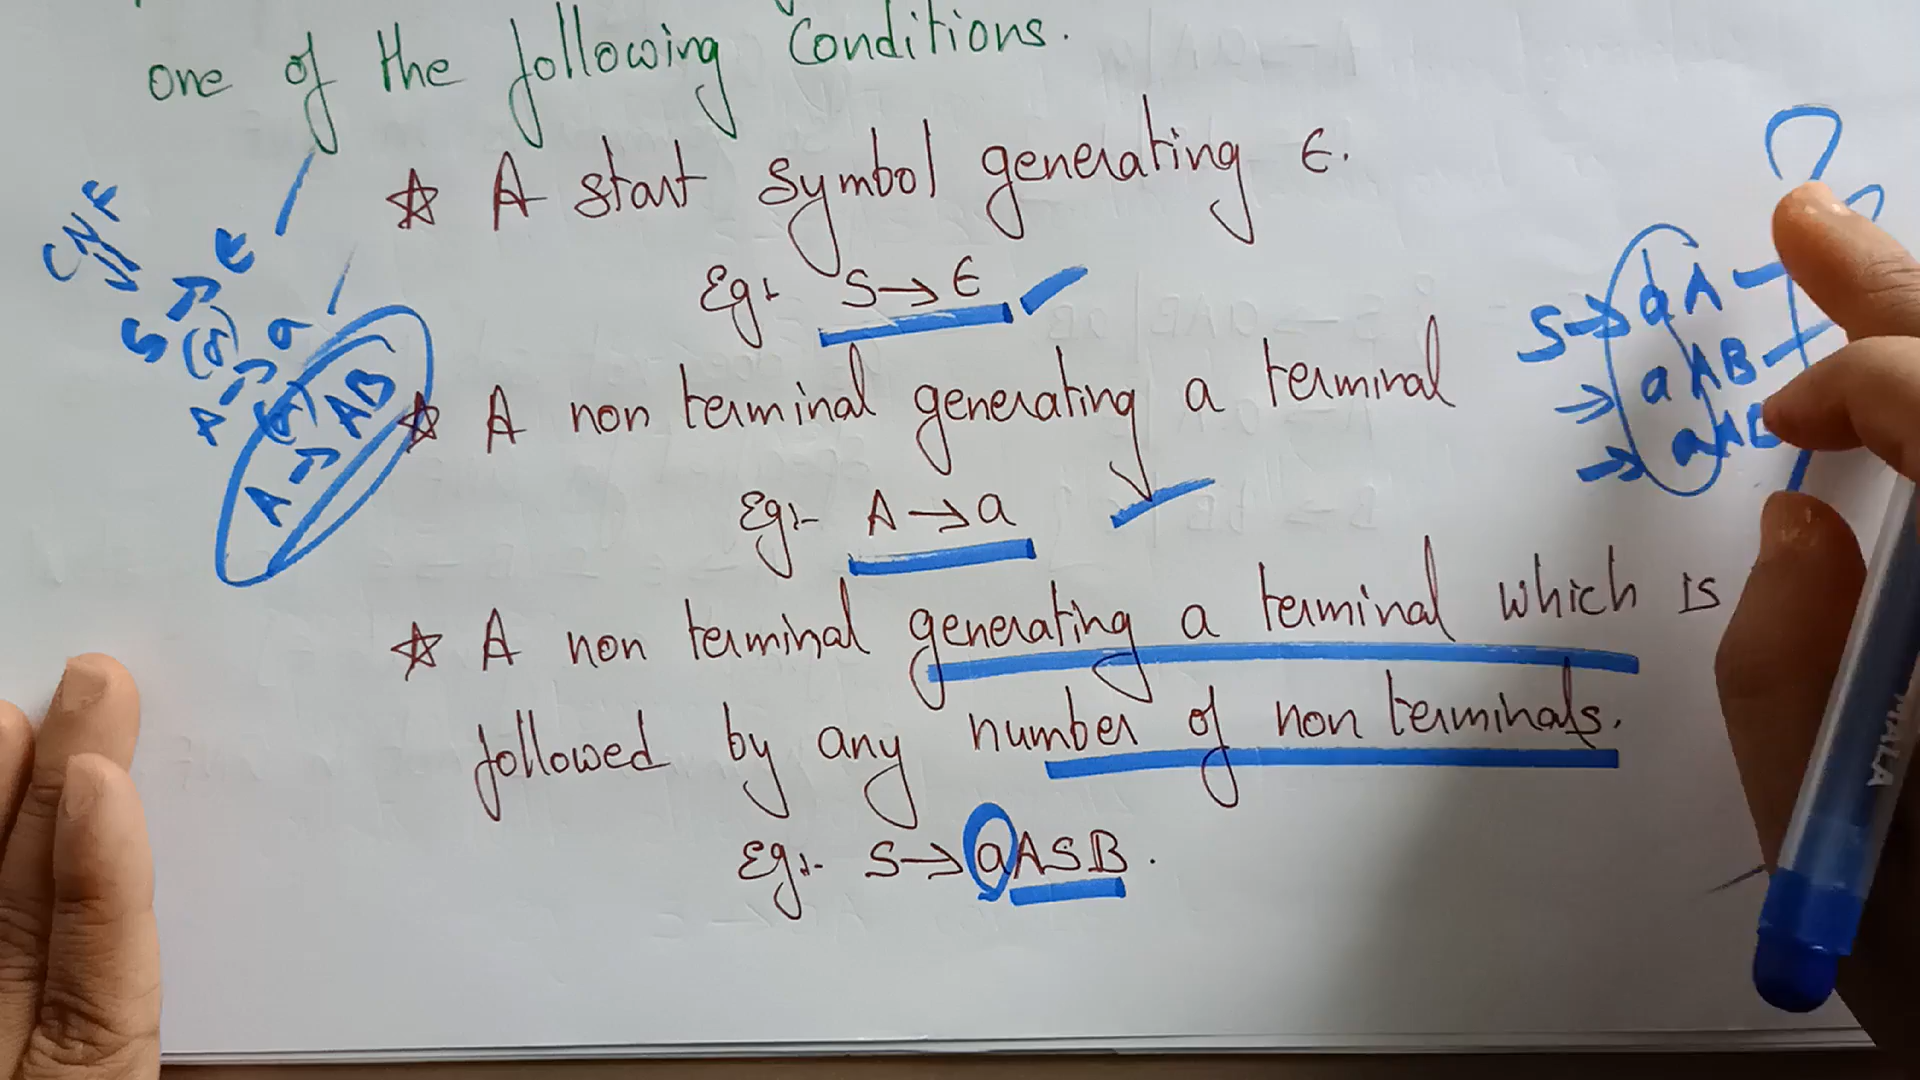 one of the following Conditions.
☆ A start symbol generating ϵ.
Eg:- S → ϵ
☆ A non terminal generating a terminal
Eg:- A → a
☆ A non terminal generating a terminal which is
followed by any number of non terminals.
Eg:- S → aASB.
CNF
S → ϵ
(or)
A → a
(or)
A → AB
S → aA
→ aAB
→ aA